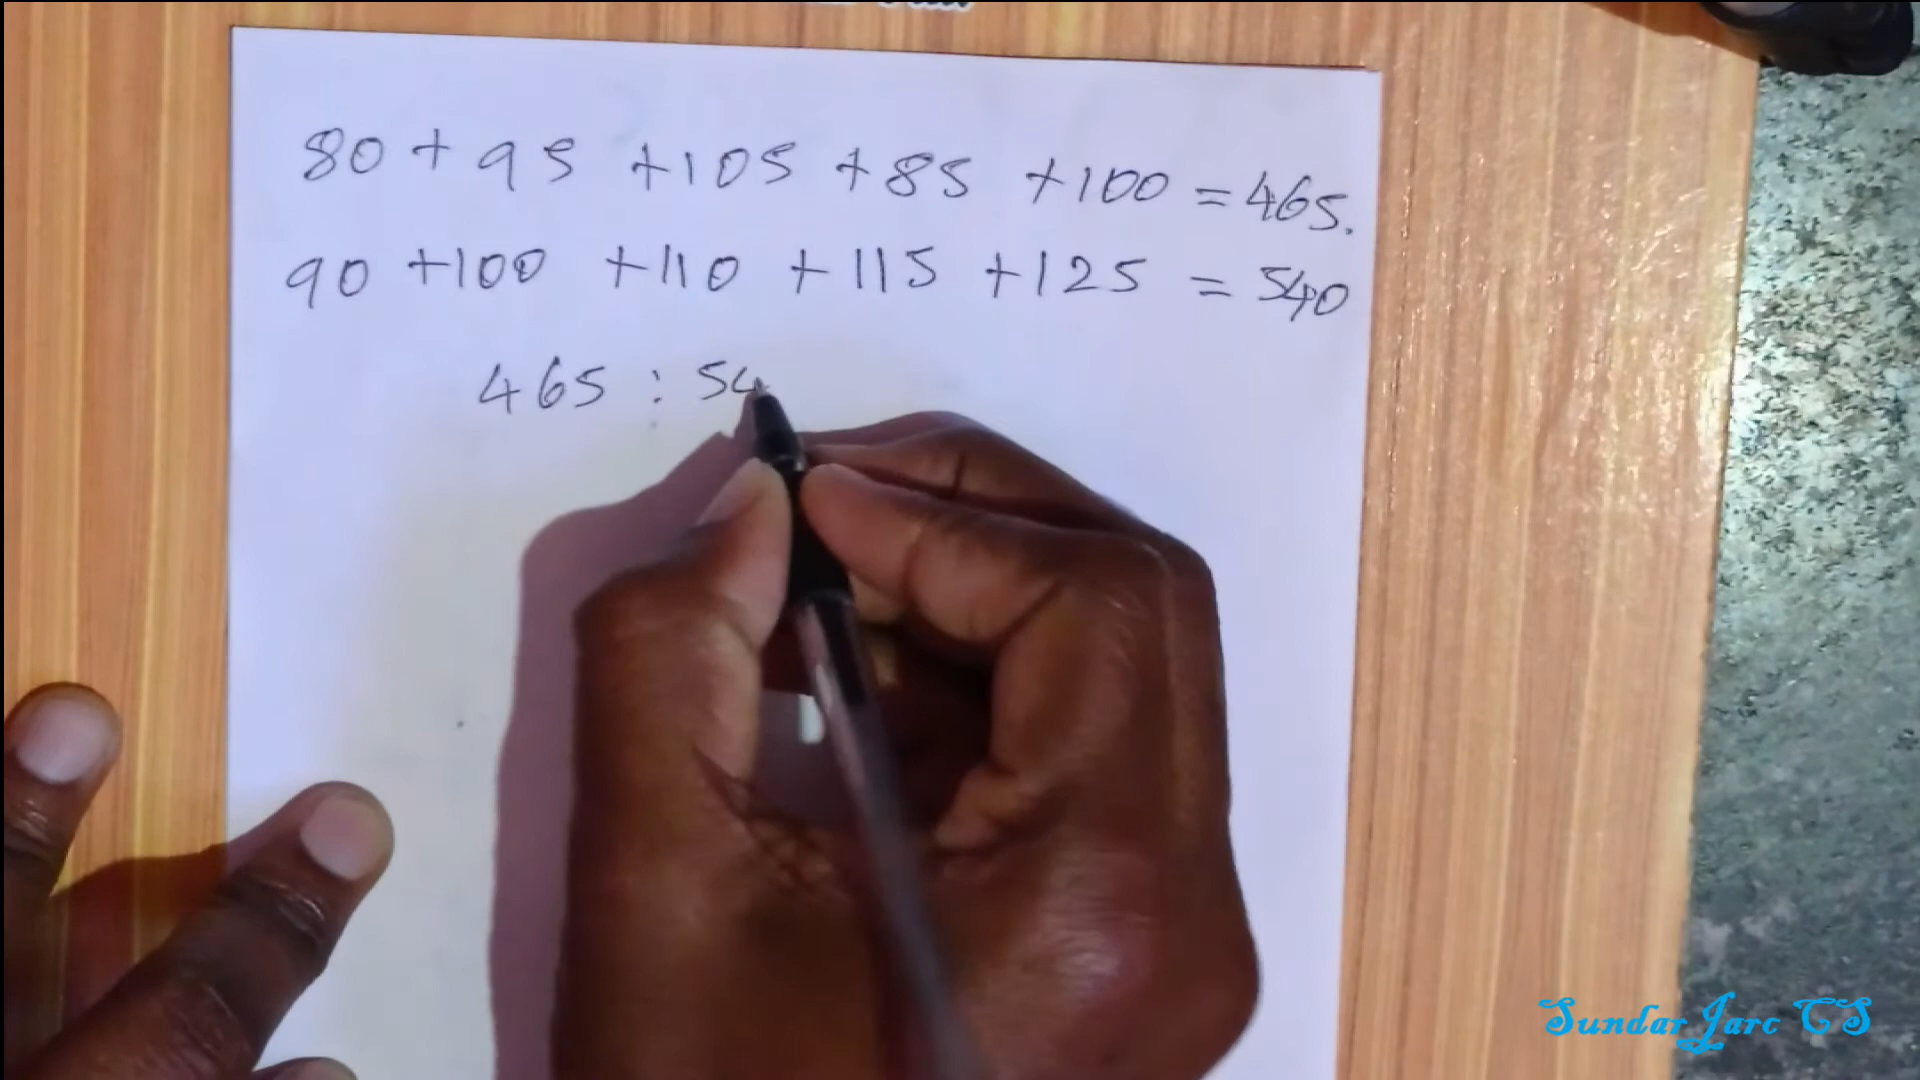 80 + 95 + 105 + 85 + 100 = 465.
90 + 100 + 110 + 115 + 125 = 540
465 : 54
Sundar Jarc CS